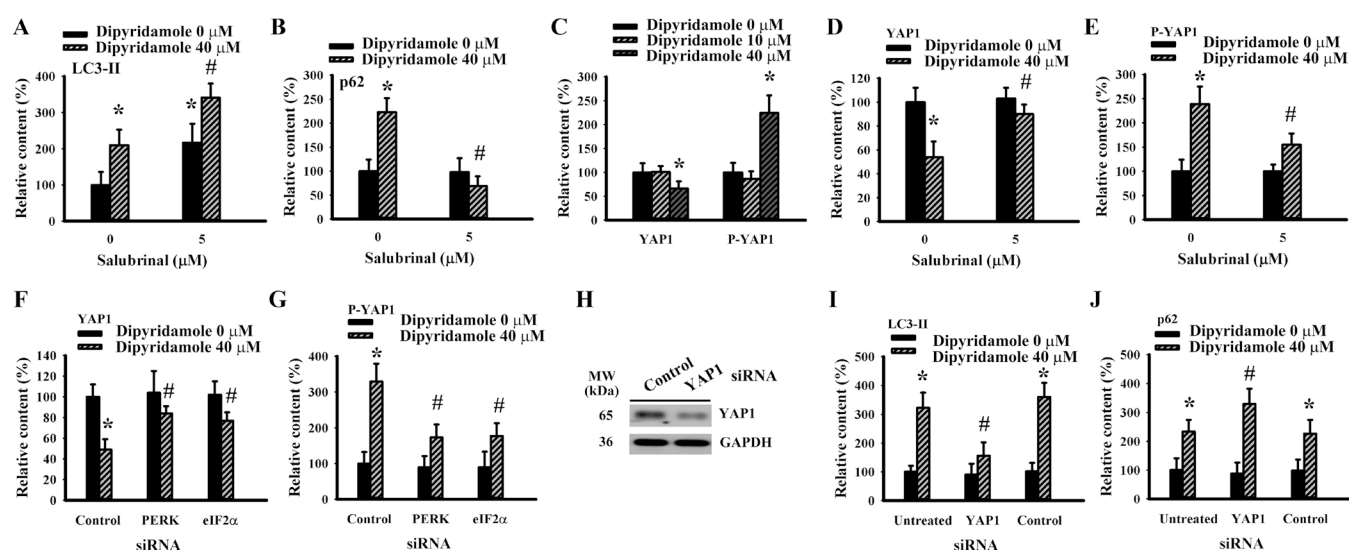 A
Dipyridamole 0 μM
Dipyridamole 40 μM
LC3-II
Relative content (%)
400
300
200
100
0
*
*
#
0 5
Salubrinal (μM)
B
Dipyridamole 0 μM
Dipyridamole 40 μM
p62
Relative content (%)
300
250
200
150
100
50
0
*
#
0 5
Salubrinal (μM)
C
Dipyridamole 0 μM
Dipyridamole 10 μM
Dipyridamole 40 μM
Relative content (%)
300
250
200
150
100
50
0
*
*
YAP1 P-YAP1
D
YAP1
Dipyridamole 0 μM
Dipyridamole 40 μM
Relative content (%)
120
100
80
60
40
20
0
*
#
0 5
Salubrinal (μM)
E
P-YAP1
Dipyridamole 0 μM
Dipyridamole 40 μM
Relative content (%)
300
250
200
150
100
50
0
*
#
0 5
Salubrinal (μM)
F
YAP1
Dipyridamole 0 μM
Dipyridamole 40 μM
Relative content (%)
140
120
100
80
60
40
20
0
*
#
#
Control PERK eIF2α
siRNA
G
P-YAP1
Dipyridamole 0 μM
Dipyridamole 40 μM
Relative content (%)
400
300
200
100
0
*
#
#
Control PERK eIF2α
siRNA
H
MW
(kDa)
Control YAP1 siRNA
65 YAP1
36 GAPDH
I
LC3-II
Dipyridamole 0 μM
Dipyridamole 40 μM
Relative content (%)
500
400
300
200
100
0
*
#
*
Untreated YAP1 Control
siRNA
J
p62
Dipyridamole 0 μM
Dipyridamole 40 μM
Relative content (%)
500
400
300
200
100
0
*
#
*
Untreated YAP1 Control
siRNA